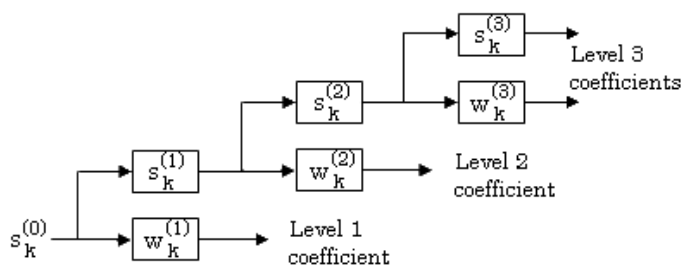 s_k^(3)
Level 3
coefficients
s_k^(2)
w_k^(3)
s_k^(1)
w_k^(2)
Level 2
coefficient
s_k^(0)
w_k^(1)
Level 1
coefficient